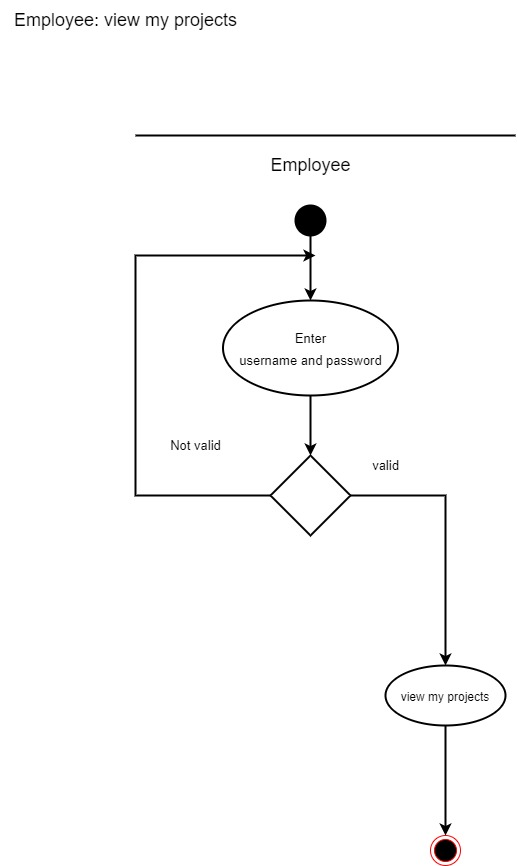 Employee: view my projects
Employee
Enter
username and password
Not valid
valid
view my projects